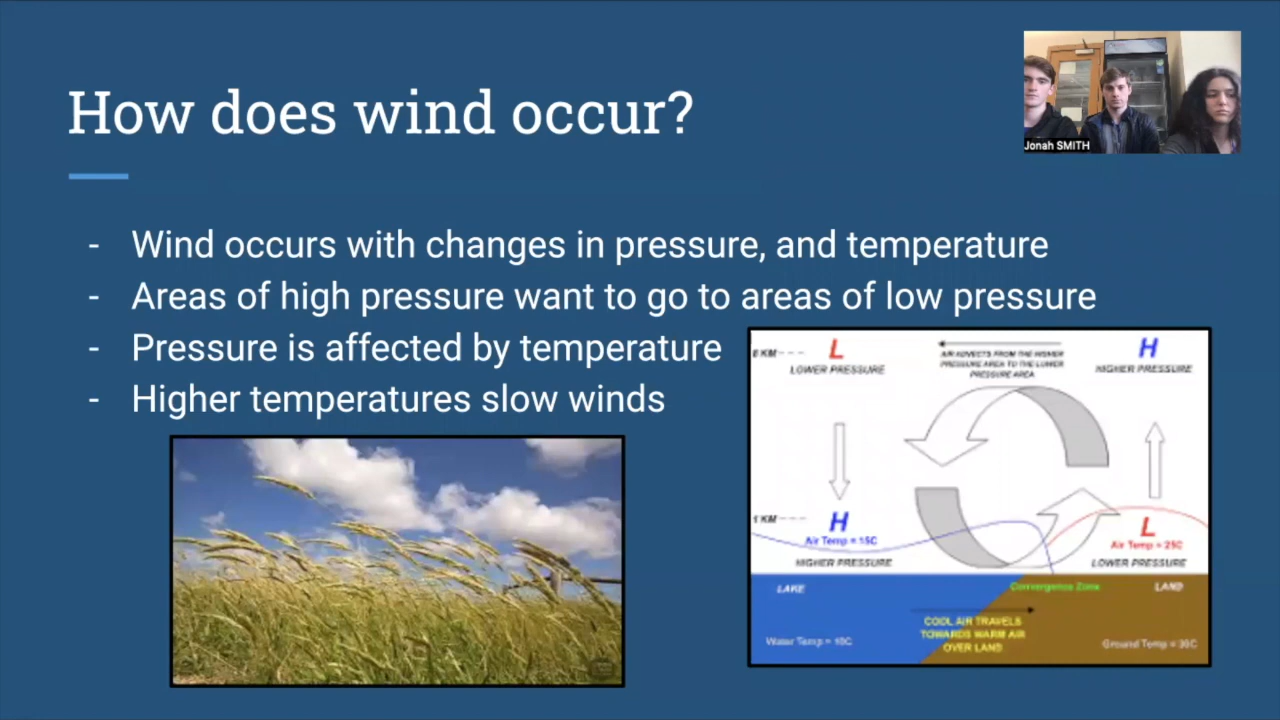 How does wind occur?
Jonah SMITH
- Wind occurs with changes in pressure, and temperature
- Areas of high pressure want to go to areas of low pressure
- Pressure is affected by temperature
- Higher temperatures slow winds
L
LOWER PRESSURE
AIR ADVECTS FROM THE HIGHER
PRESSURE AREA TO THE LOWER
PRESSURE AREA
H
HIGHER PRESSURE
1 KM
H
Air Temp = 15C
HIGHER PRESSURE
L
Air Temp = 25C
LOWER PRESSURE
LAKE
Convergence Zone
LAND
COOL AIR TRAVELS
TOWARDS WARM AIR
OVER LAND
Water Temp = 10C
Ground Temp = 30C